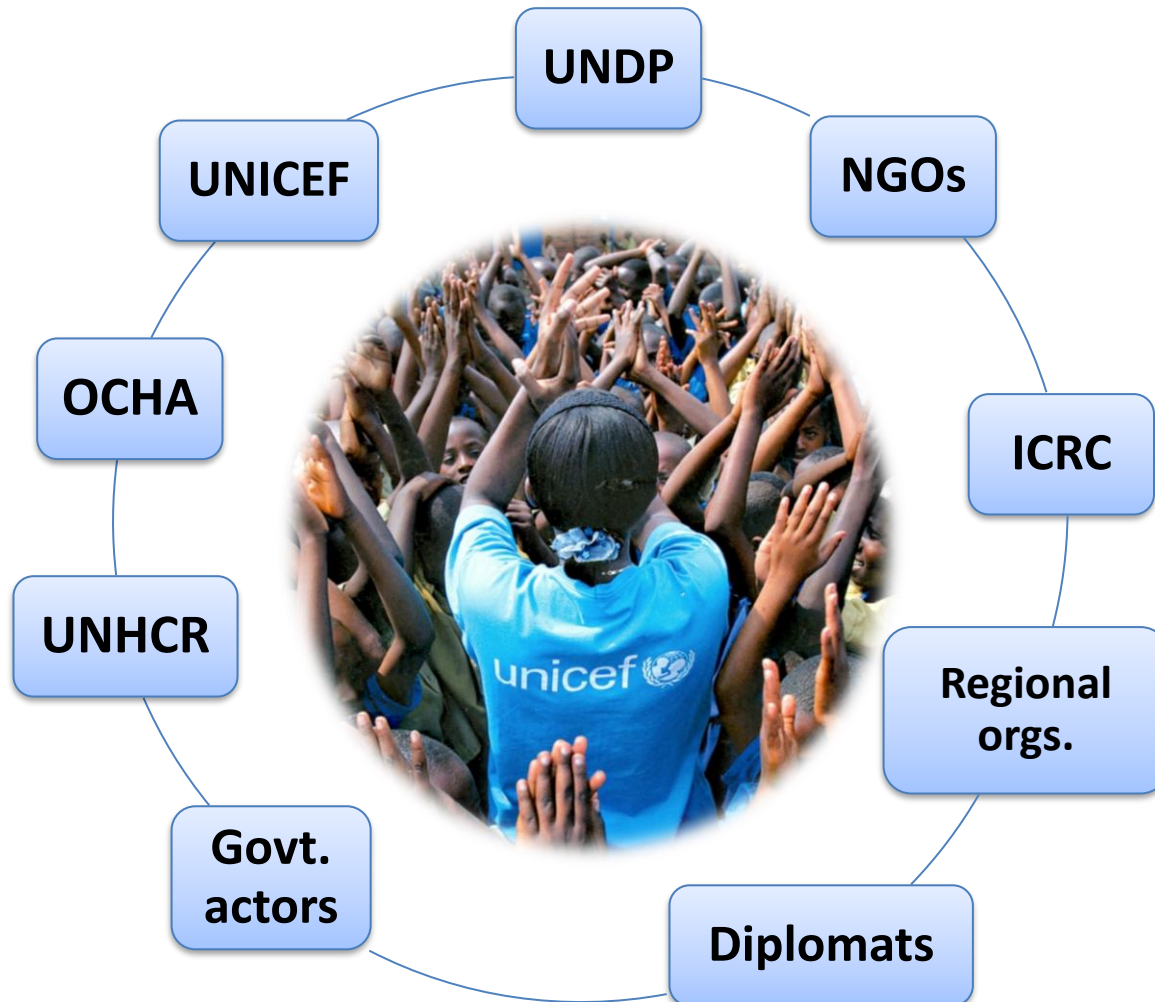 UNDP
NGOs
UNICEF
ICRC
OCHA
UNHCR
unicef
Regional
orgs.
Govt.
actors
Diplomats